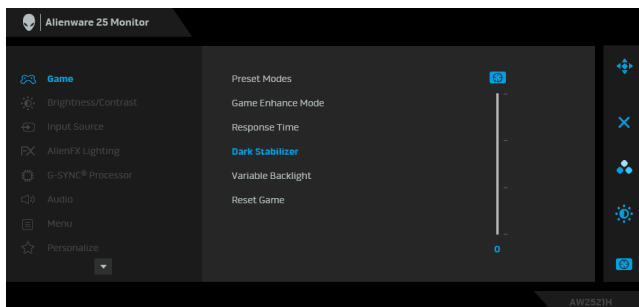 Alienware 25 Monitor
Game
Brightness/Contrast
Input Source
FX AlienFX Lighting
G-SYNC® Processor
Audio
Menu
Personalize
Preset Modes
Game Enhance Mode
Response Time
Dark Stabilizer
Variable Backlight
Reset Game
0
AW2521H